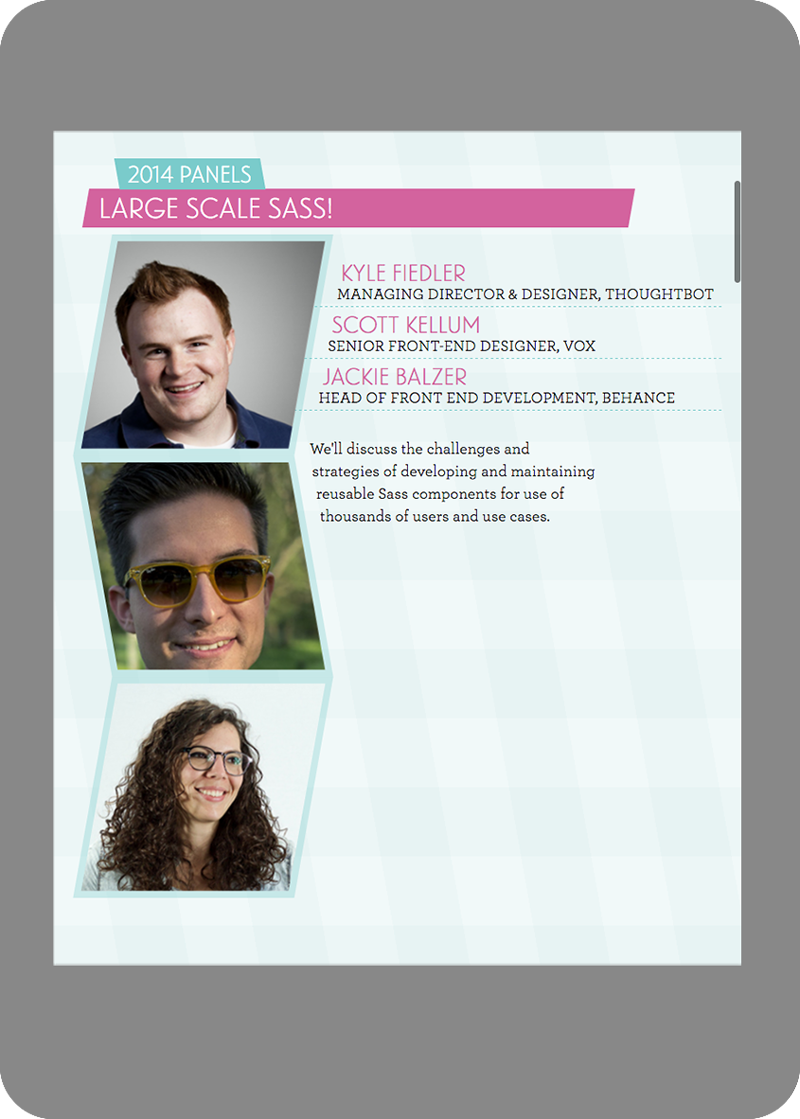 2014 PANELS
LARGE SCALE SASS!
KYLE FIEDLER
MANAGING DIRECTOR & DESIGNER, THOUGHTBOT
SCOTT KELLUM
SENIOR FRONT-END DESIGNER, VOX
JACKIE BALZER
HEAD OF FRONT END DEVELOPMENT, BEHANCE
We'll discuss the challenges and
strategies of developing and maintaining
reusable Sass components for use of
thousands of users and use cases.